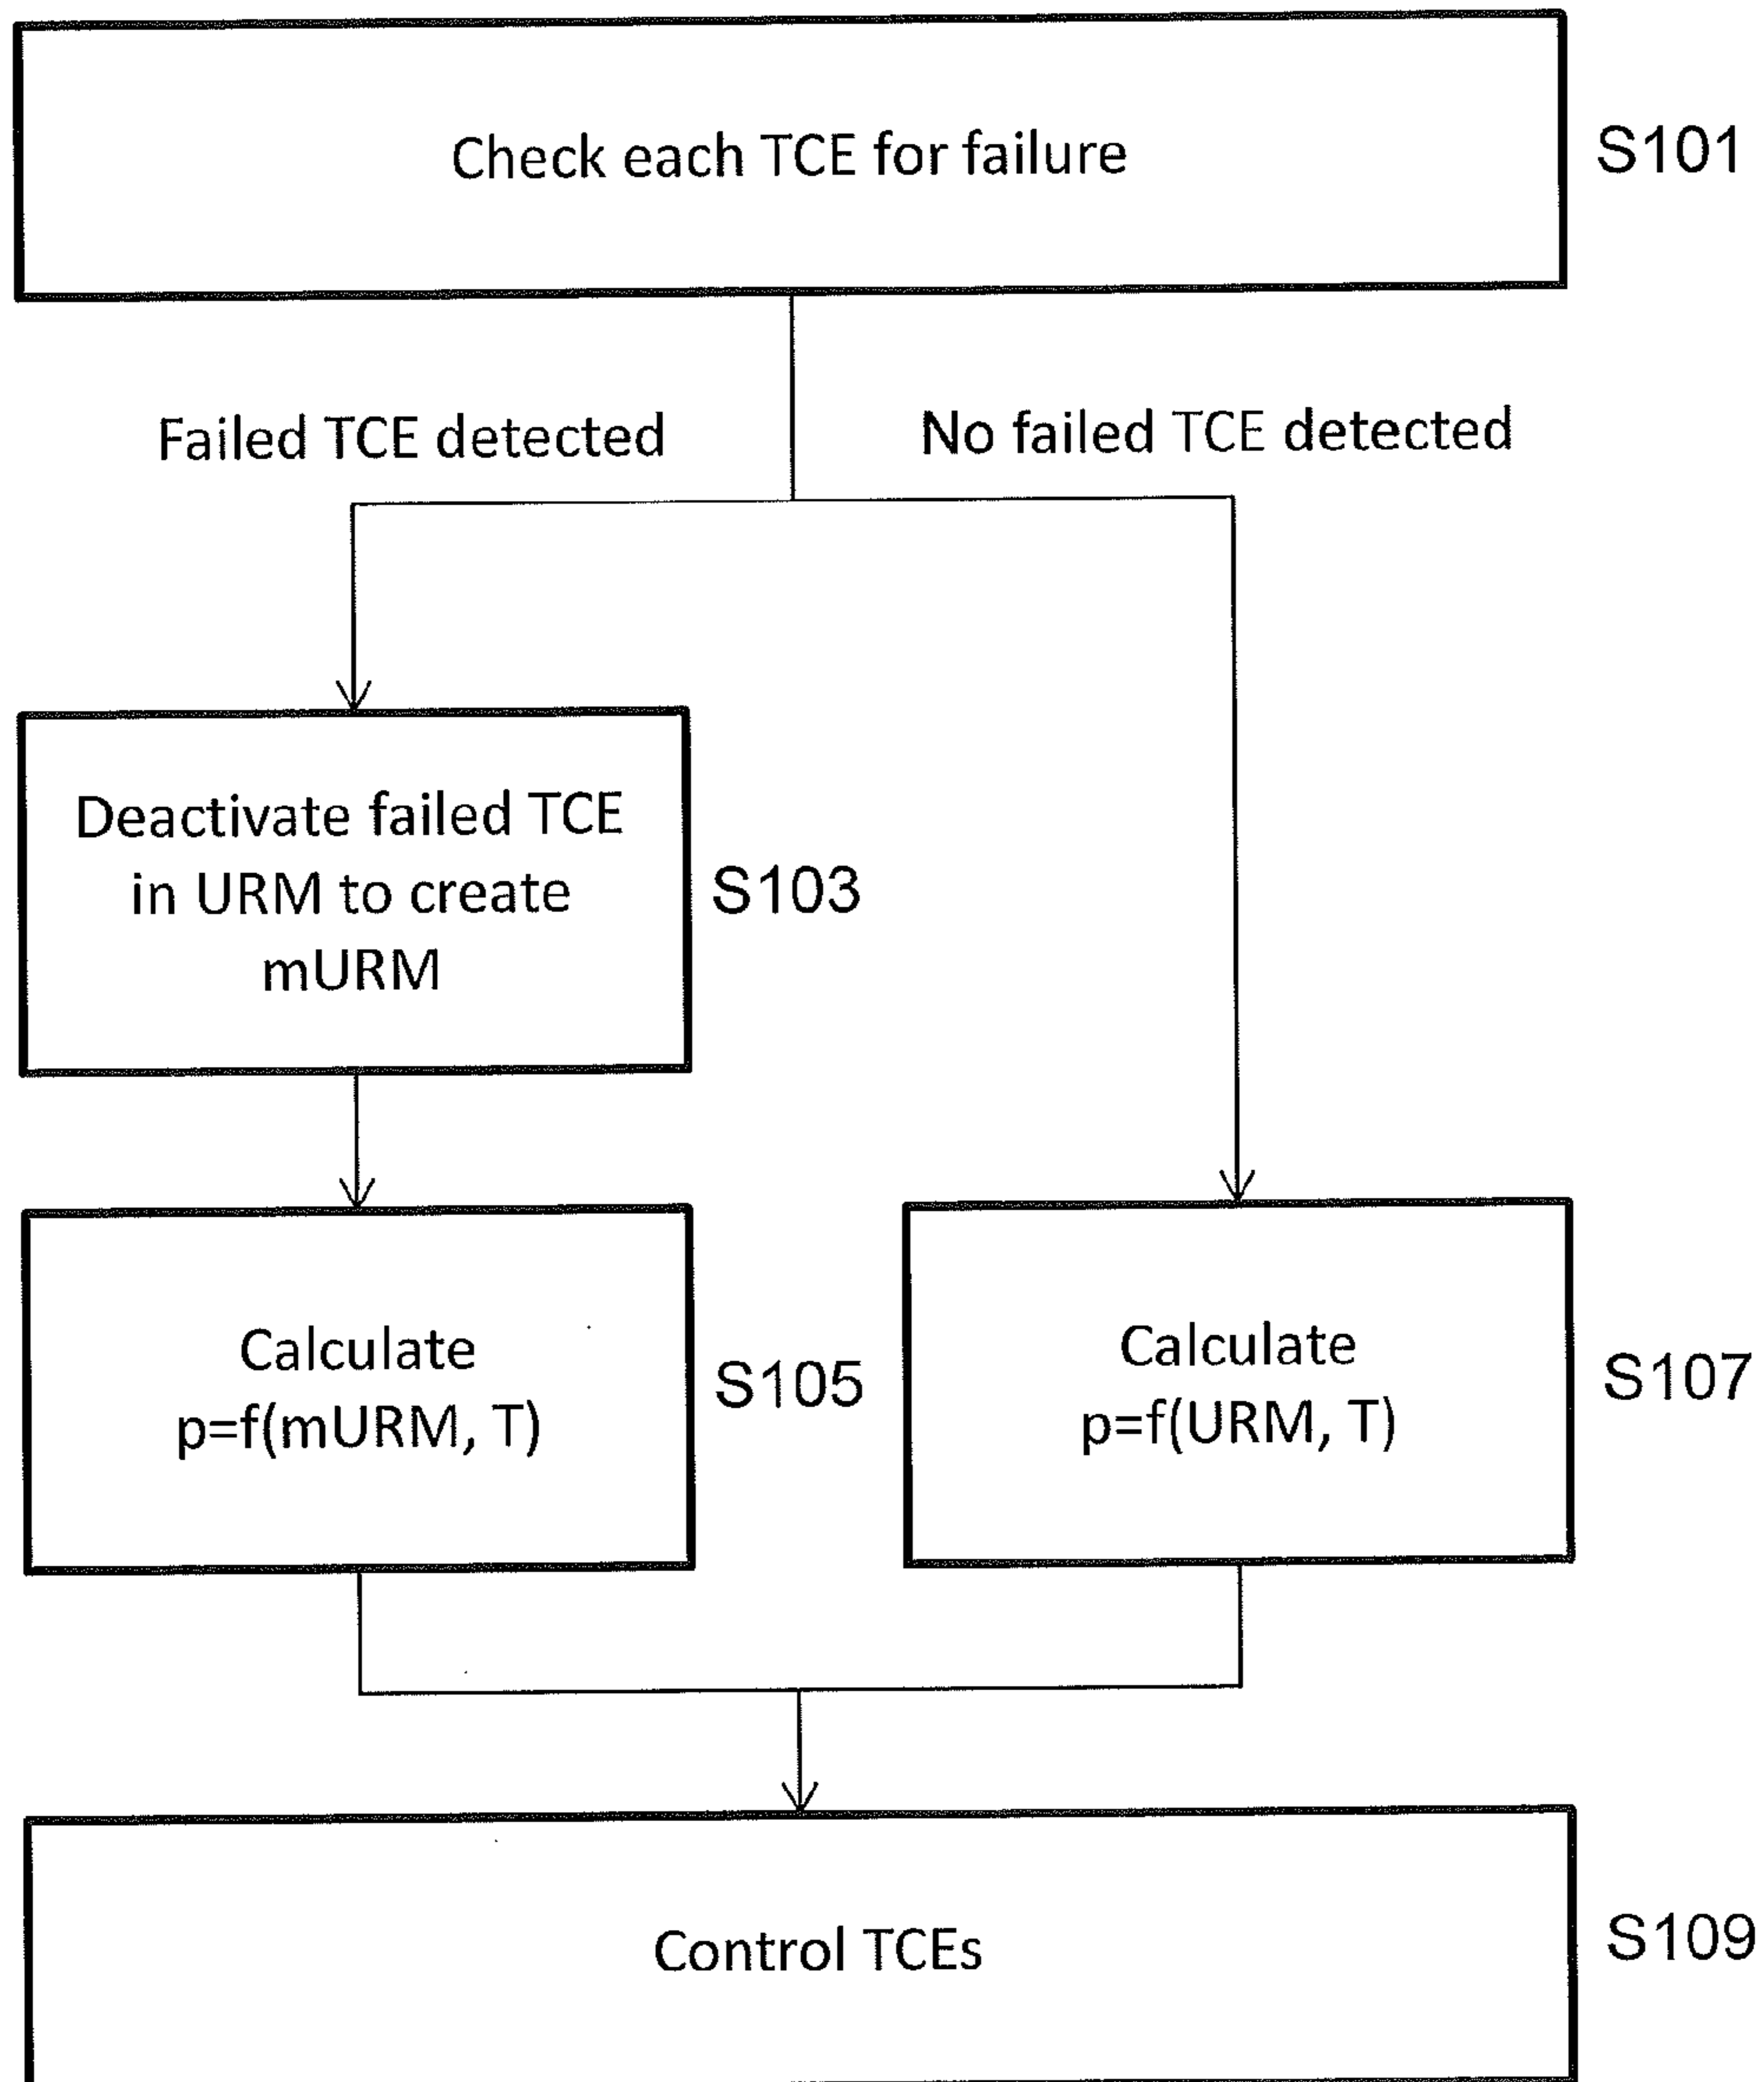 Check each TCE for failure
S101
Failed TCE detected
No failed TCE detected
Deactivate failed TCE
in URM to create
mURM
S103
Calculate
p=f(mURM, T)
S105
Calculate
p=f(URM, T)
S107
Control TCEs
S109